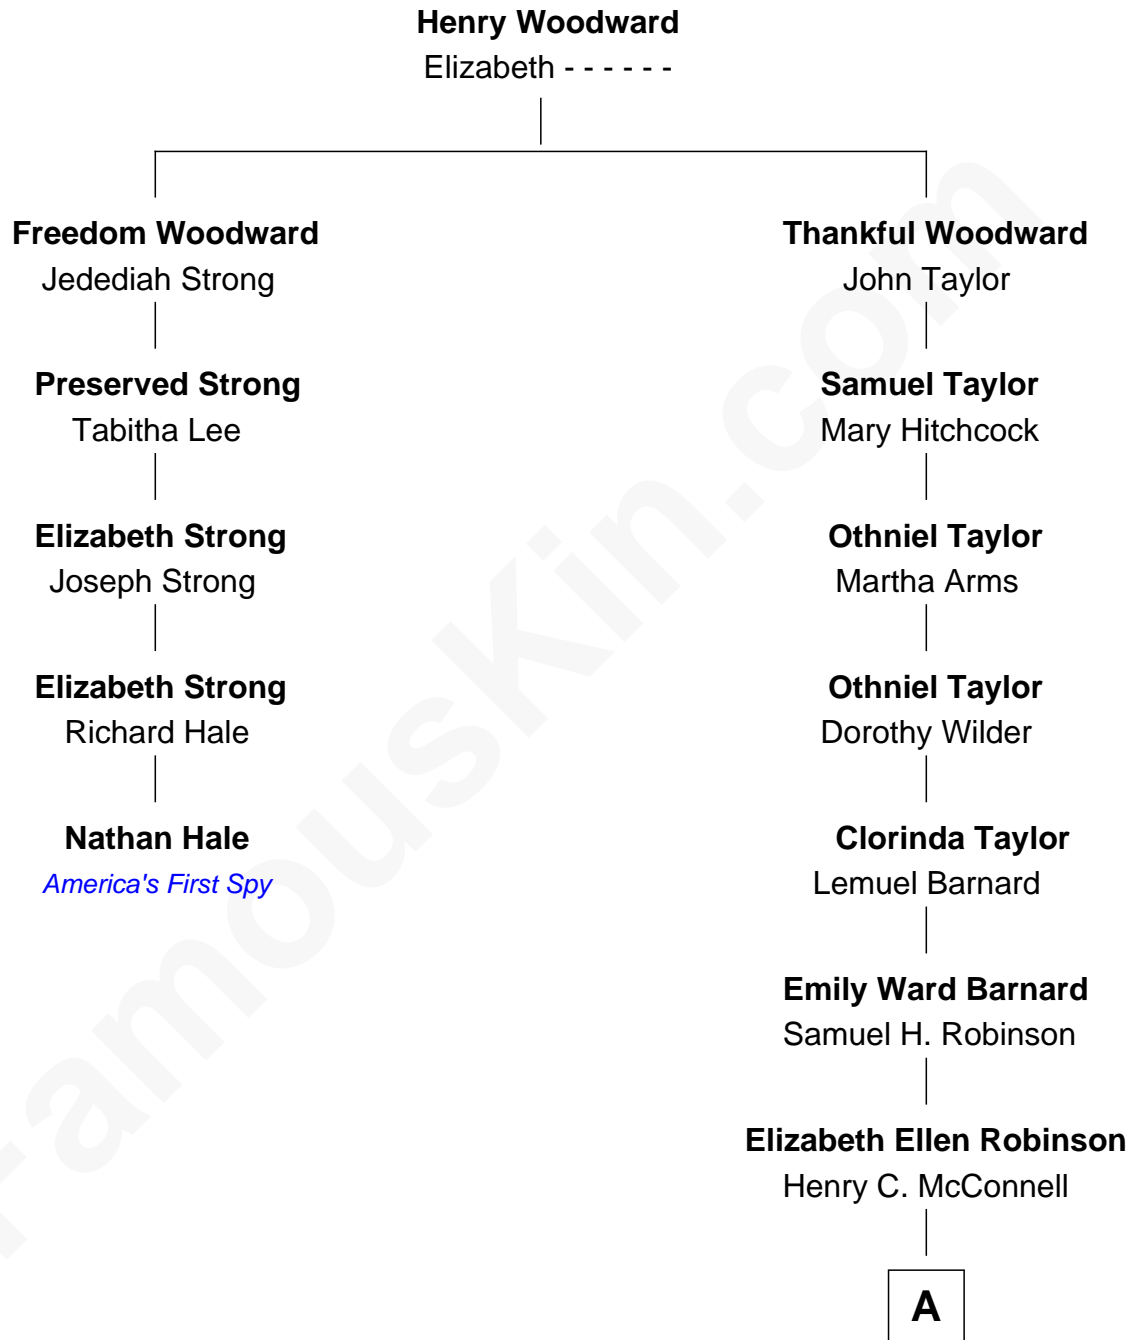 Henry Woodward
Elizabeth - - - - - -
Freedom Woodward
Jedediah Strong
Thankful Woodward
John Taylor
Preserved Strong
Tabitha Lee
Samuel Taylor
Mary Hitchcock
Elizabeth Strong
Joseph Strong
Othniel Taylor
Martha Arms
Elizabeth Strong
Richard Hale
Othniel Taylor
Dorothy Wilder
Nathan Hale
America's First Spy
Clorinda Taylor
Lemuel Barnard
Emily Ward Barnard
Samuel H. Robinson
Elizabeth Ellen Robinson
Henry C. McConnell
A
FamousKin.com